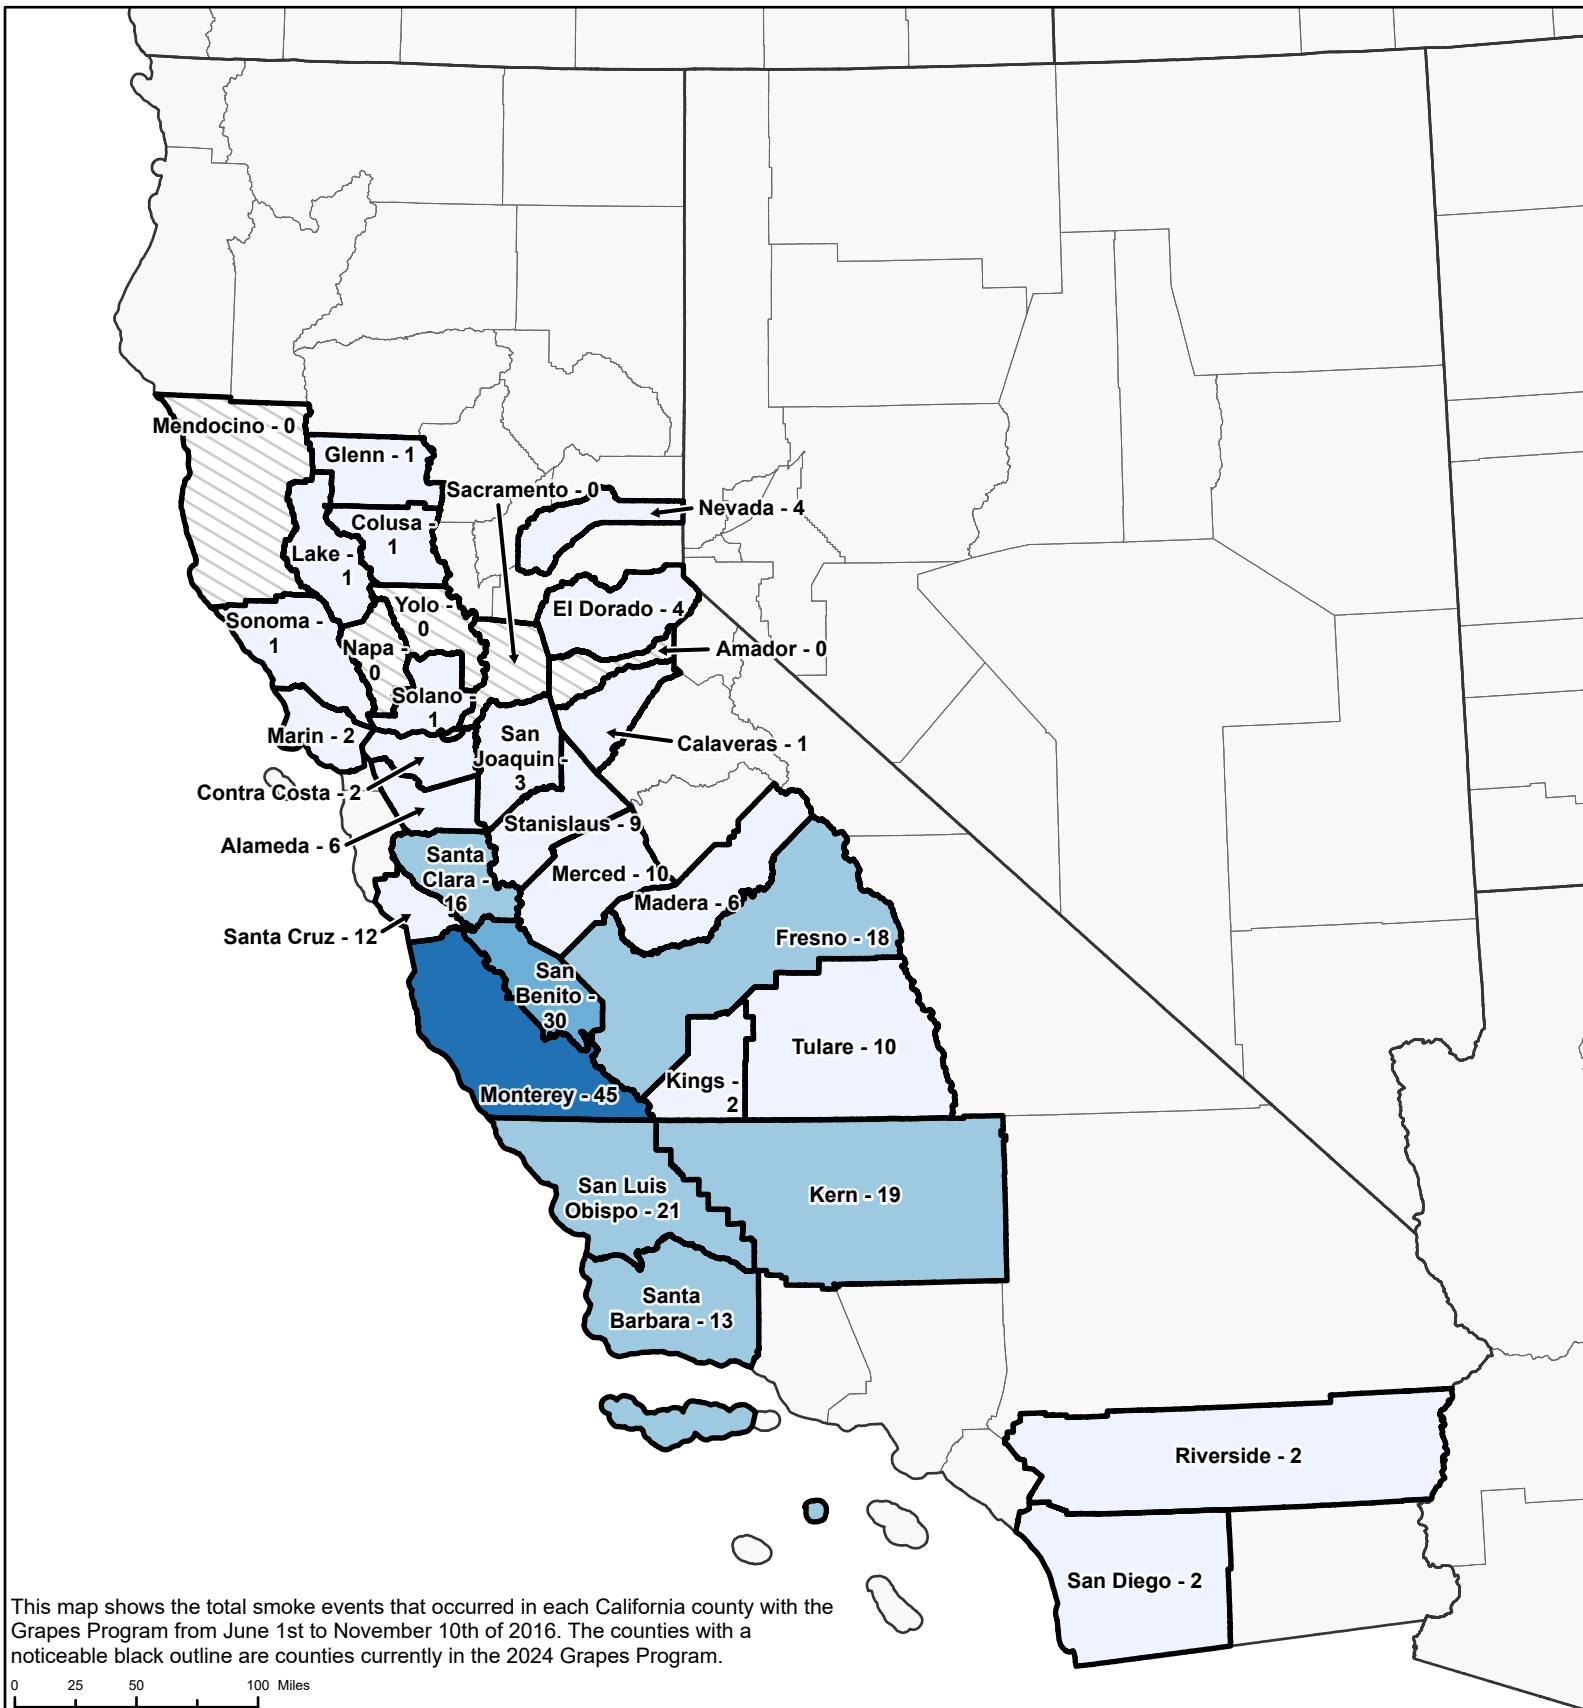 Mendocino - 0
Glenn - 1
Sacramento - 0
Nevada - 4
Colusa -
1
Lake -
1
Yolo -
0
El Dorado - 4
Sonoma -
1
Napa -
0
Amador - 0
Solano -
1
Marin - 2
San
Joaquin -
3
Calaveras - 1
Contra Costa - 2
Stanislaus - 9
Alameda - 6
Santa
Clara -
16
Merced - 10
Madera - 6
Santa Cruz - 12
Fresno - 18
San
Benito -
30
Tulare - 10
Kings -
2
Monterey - 45
San Luis
Obispo - 21
Kern - 19
Santa
Barbara - 13
Riverside - 2
San Diego - 2
This map shows the total smoke events that occurred in each California county with the
Grapes Program from June 1st to November 10th of 2016. The counties with a
noticeable black outline are counties currently in the 2024 Grapes Program.
0 25 50 100 Miles